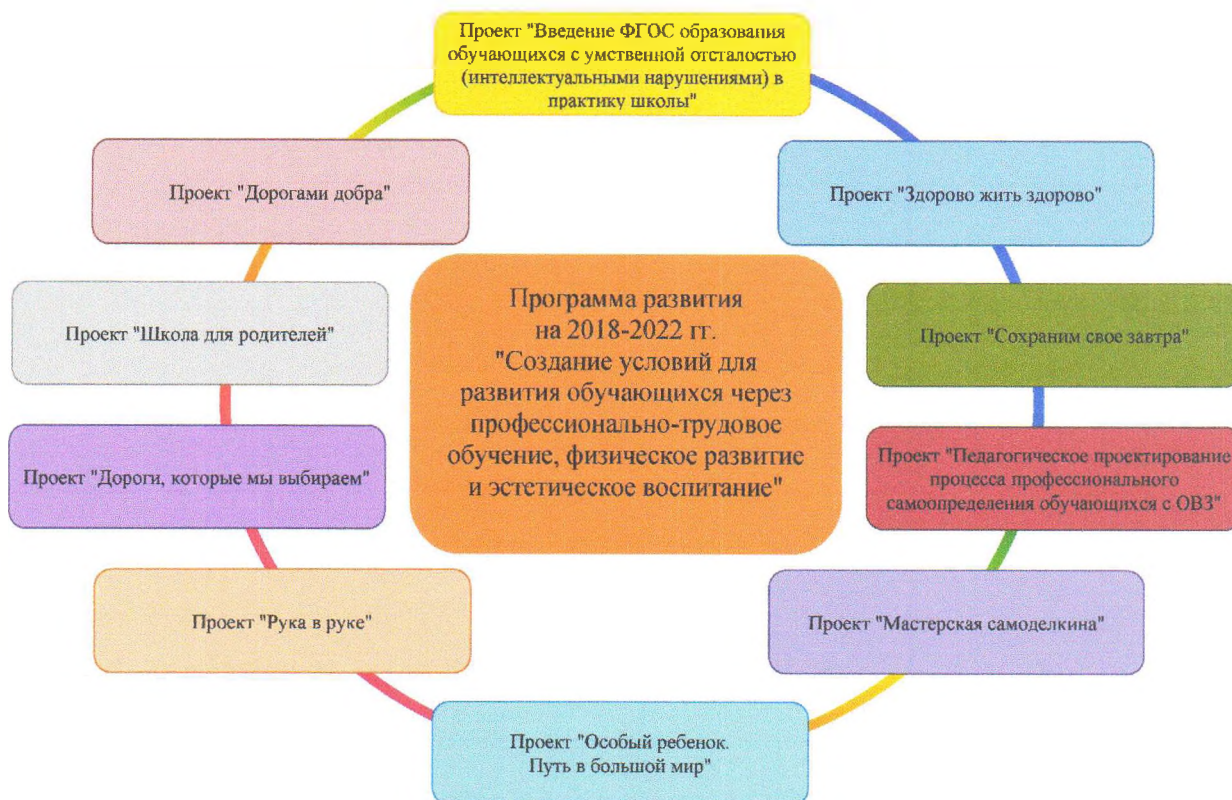 Проект "Введение ФГОС образования
обучающихся с умственной отсталостью
(интеллектуальными нарушениями) в
практику школы"
Проект "Дорогами добра"
Проект "Здорово жить здорово"
Программа развития
на 2018-2022 гг.
"Создание условий для
развития обучающихся через
профессионально-трудовое
обучение, физическое развитие
и эстетическое воспитание"
Проект "Школа для родителей"
Проект "Сохраним свое завтра"
Проект "Дороги, которые мы выбираем"
Проект "Педагогическое проектирование
процесса профессионального
самоопределения обучающихся с ОВЗ"
Проект "Рука в руке"
Проект "Мастерская самоделкина"
Проект "Особый ребенок.
Путь в большой мир"